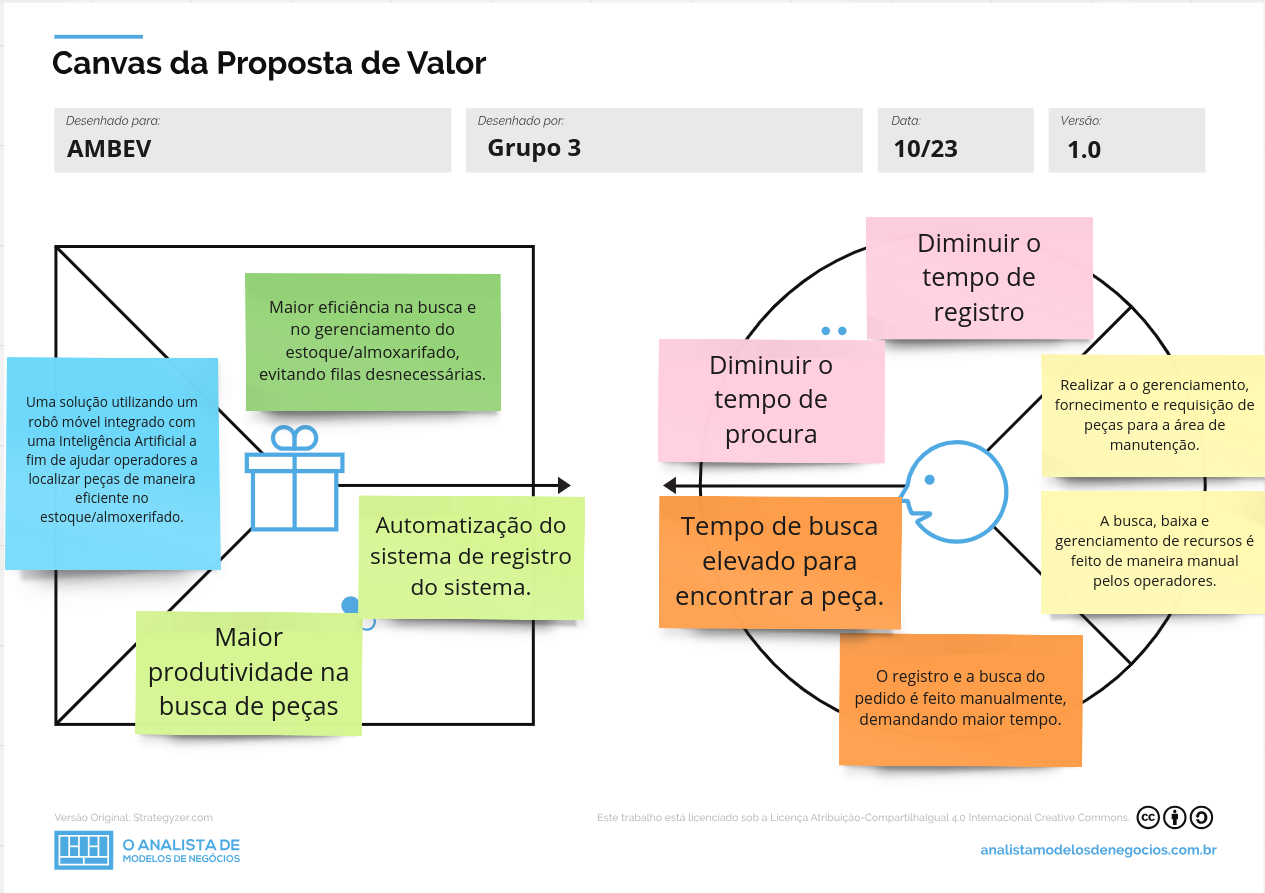 Canvas da Proposta de Valor
Desenhado para:
AMBEV
Desenhado por:
Grupo 3
Data:
10/23
Versão:
1.0
Uma solução utilizando um
robô móvel integrado com
uma Inteligência Artificial a
fim de ajudar operadores a
localizar peças de maneira
eficiente no
estoque/almoxerifado.
Maior eficiência na busca e
no gerenciamento do
estoque/almoxarifado,
evitando filas desnecessárias.
Automatização do
sistema de registro
do sistema.
Maior
produtividade na
busca de peças
Diminuir o
tempo de
registro
Diminuir o
tempo de
procura
Realizar a o gerenciamento,
fornecimento e requisição de
peças para a área de
manutenção.
A busca, baixa e
gerenciamento de recursos é
feito de maneira manual
pelos operadores.
Tempo de busca
elevado para
encontrar a peça.
O registro e a busca do
pedido é feito manualmente,
demandando maior tempo.
Versão Original: Strategyzer.com
O ANALISTA DE
MODELOS DE NEGÓCIOS
Este trabalho está licenciado sob a Licença Atribuição-CompartilhaIgual 4.0 Internacional Creative Commons.
cc
analistamodelosdenegocios.com.br